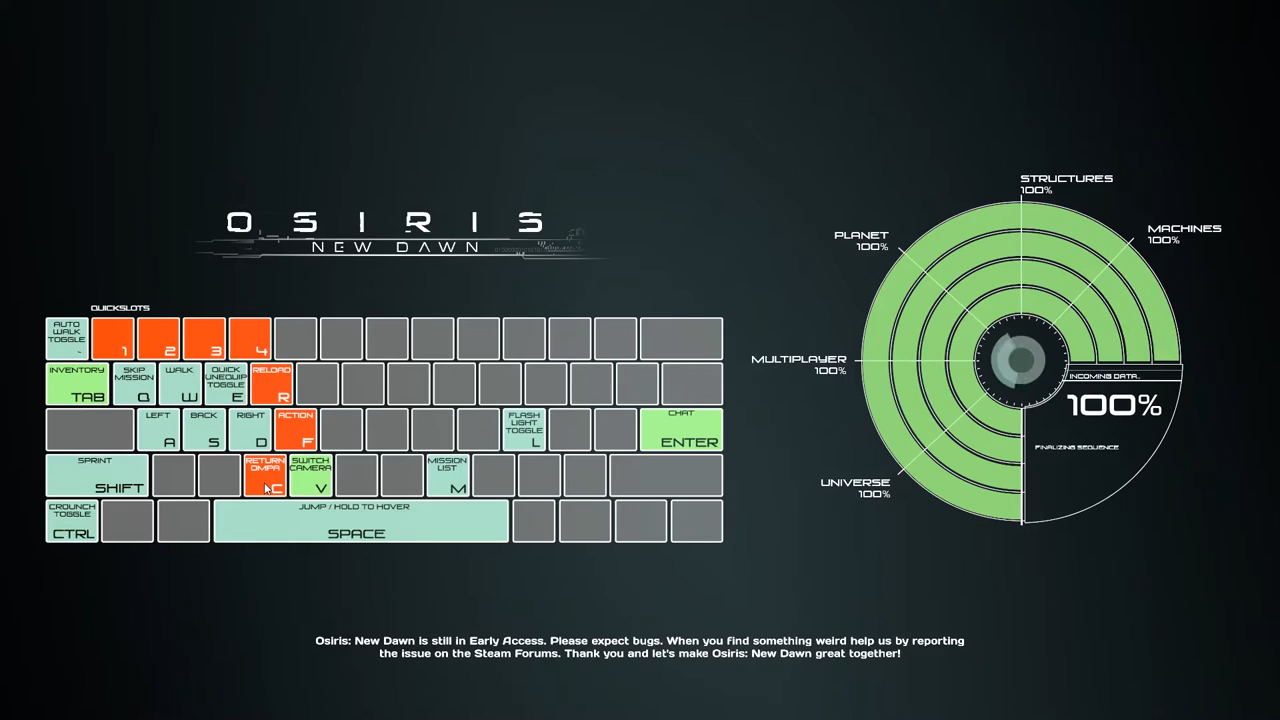 OSIRIS
NEW DAWN
QUICKSLOTS
AUTO
WALK
TOGGLE
~
1
2
3
4
INVENTORY
TAB
SKIP
MISSION
Q
WALK
W
QUICK
UNEQUIP
TOGGLE
E
RELOAD
R
LEFT
A
BACK
S
RIGHT
D
ACTION
F
FLASH
LIGHT
TOGGLE
L
CHAT
ENTER
SPRINT
SHIFT
RETURN
OMPA
C
SWITCH
CAMERA
V
MISSION
LIST
M
CROUNCH
TOGGLE
CTRL
JUMP / HOLD TO HOVER
SPACE
STRUCTURES
100%
MACHINES
100%
PLANET
100%
MULTIPLAYER
100%
UNIVERSE
100%
INCOMING DATA..
100%
FINALIZING SEQUENCE
Osiris: New Dawn is still in Early Access. Please expect bugs. When you find something weird help us by reporting
the issue on the Steam Forums. Thank you and let's make Osiris: New Dawn great together!